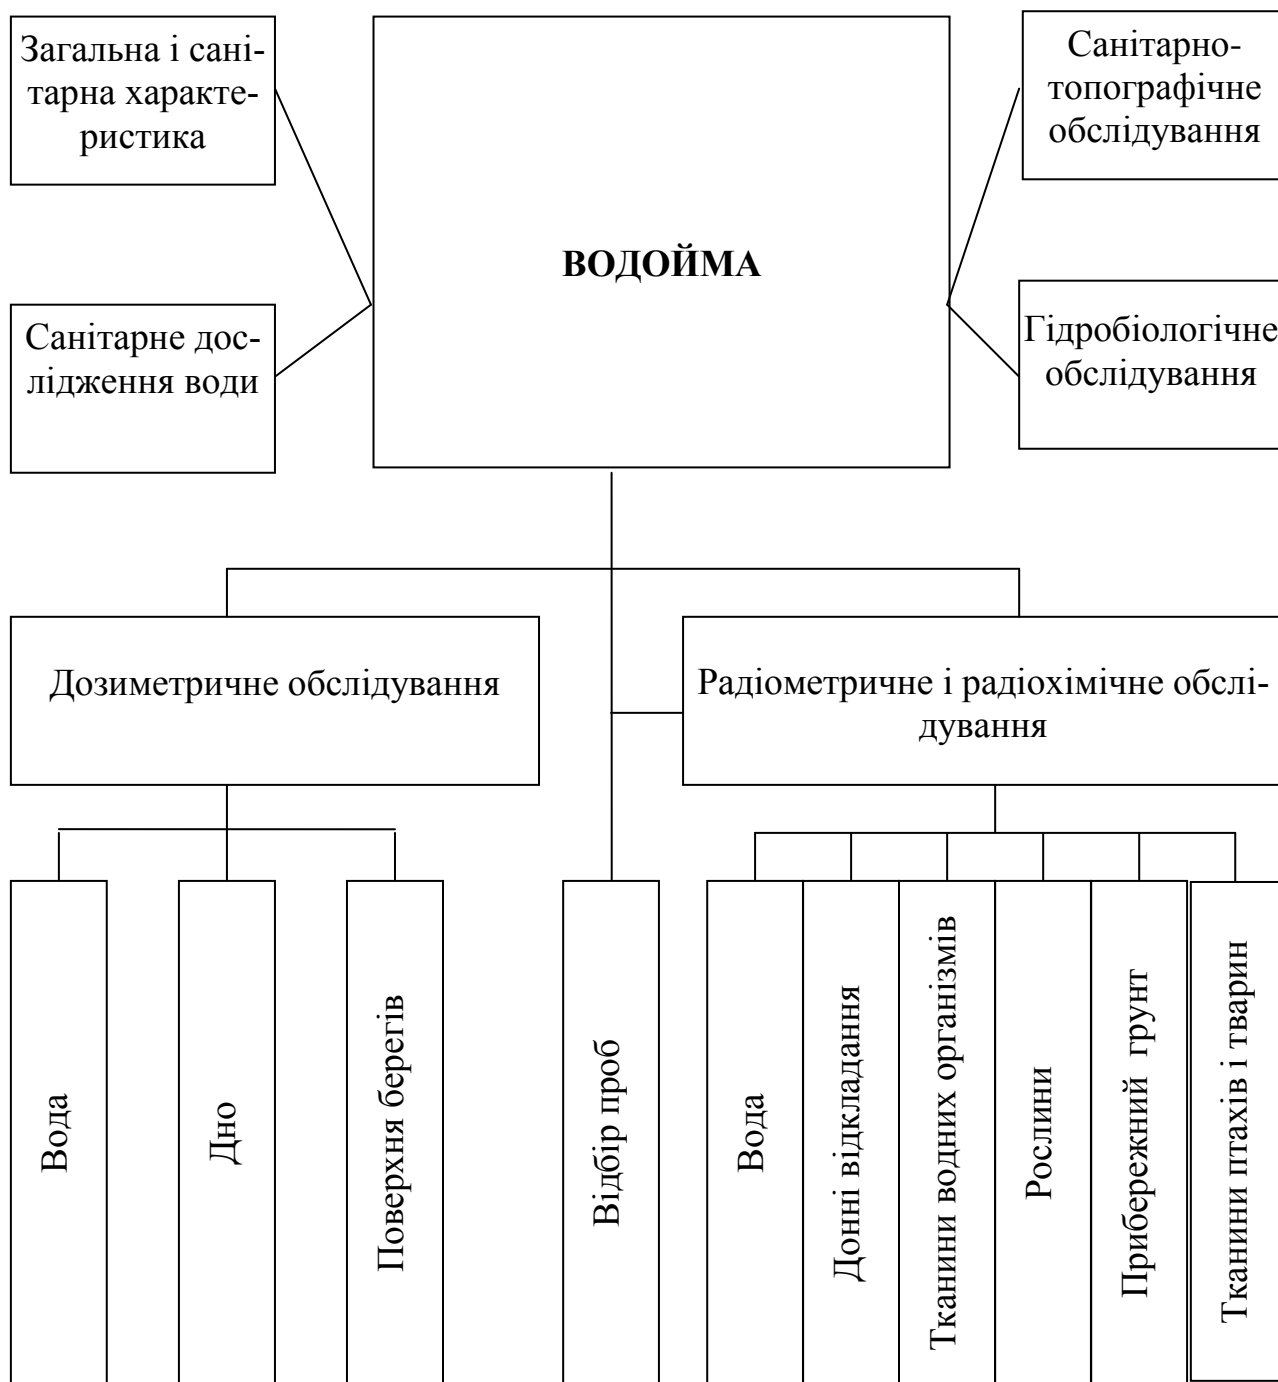 Загальна і сані-
тарна характе-
ристика
Санітарно-
топографічне
обслідування
ВОДОЙМА
Санітарне дос-
лідження води
Гідробіологічне
обслідування
Дозиметричне обслідування
Радіометричне і радіохімічне обслі-
дування
Вода
Дно
Поверхня берегів
Відбір проб
Вода
Донні відкладання
Тканини водних організмів
Рослини
Прибережний грунт
Тканини птахів і тварин